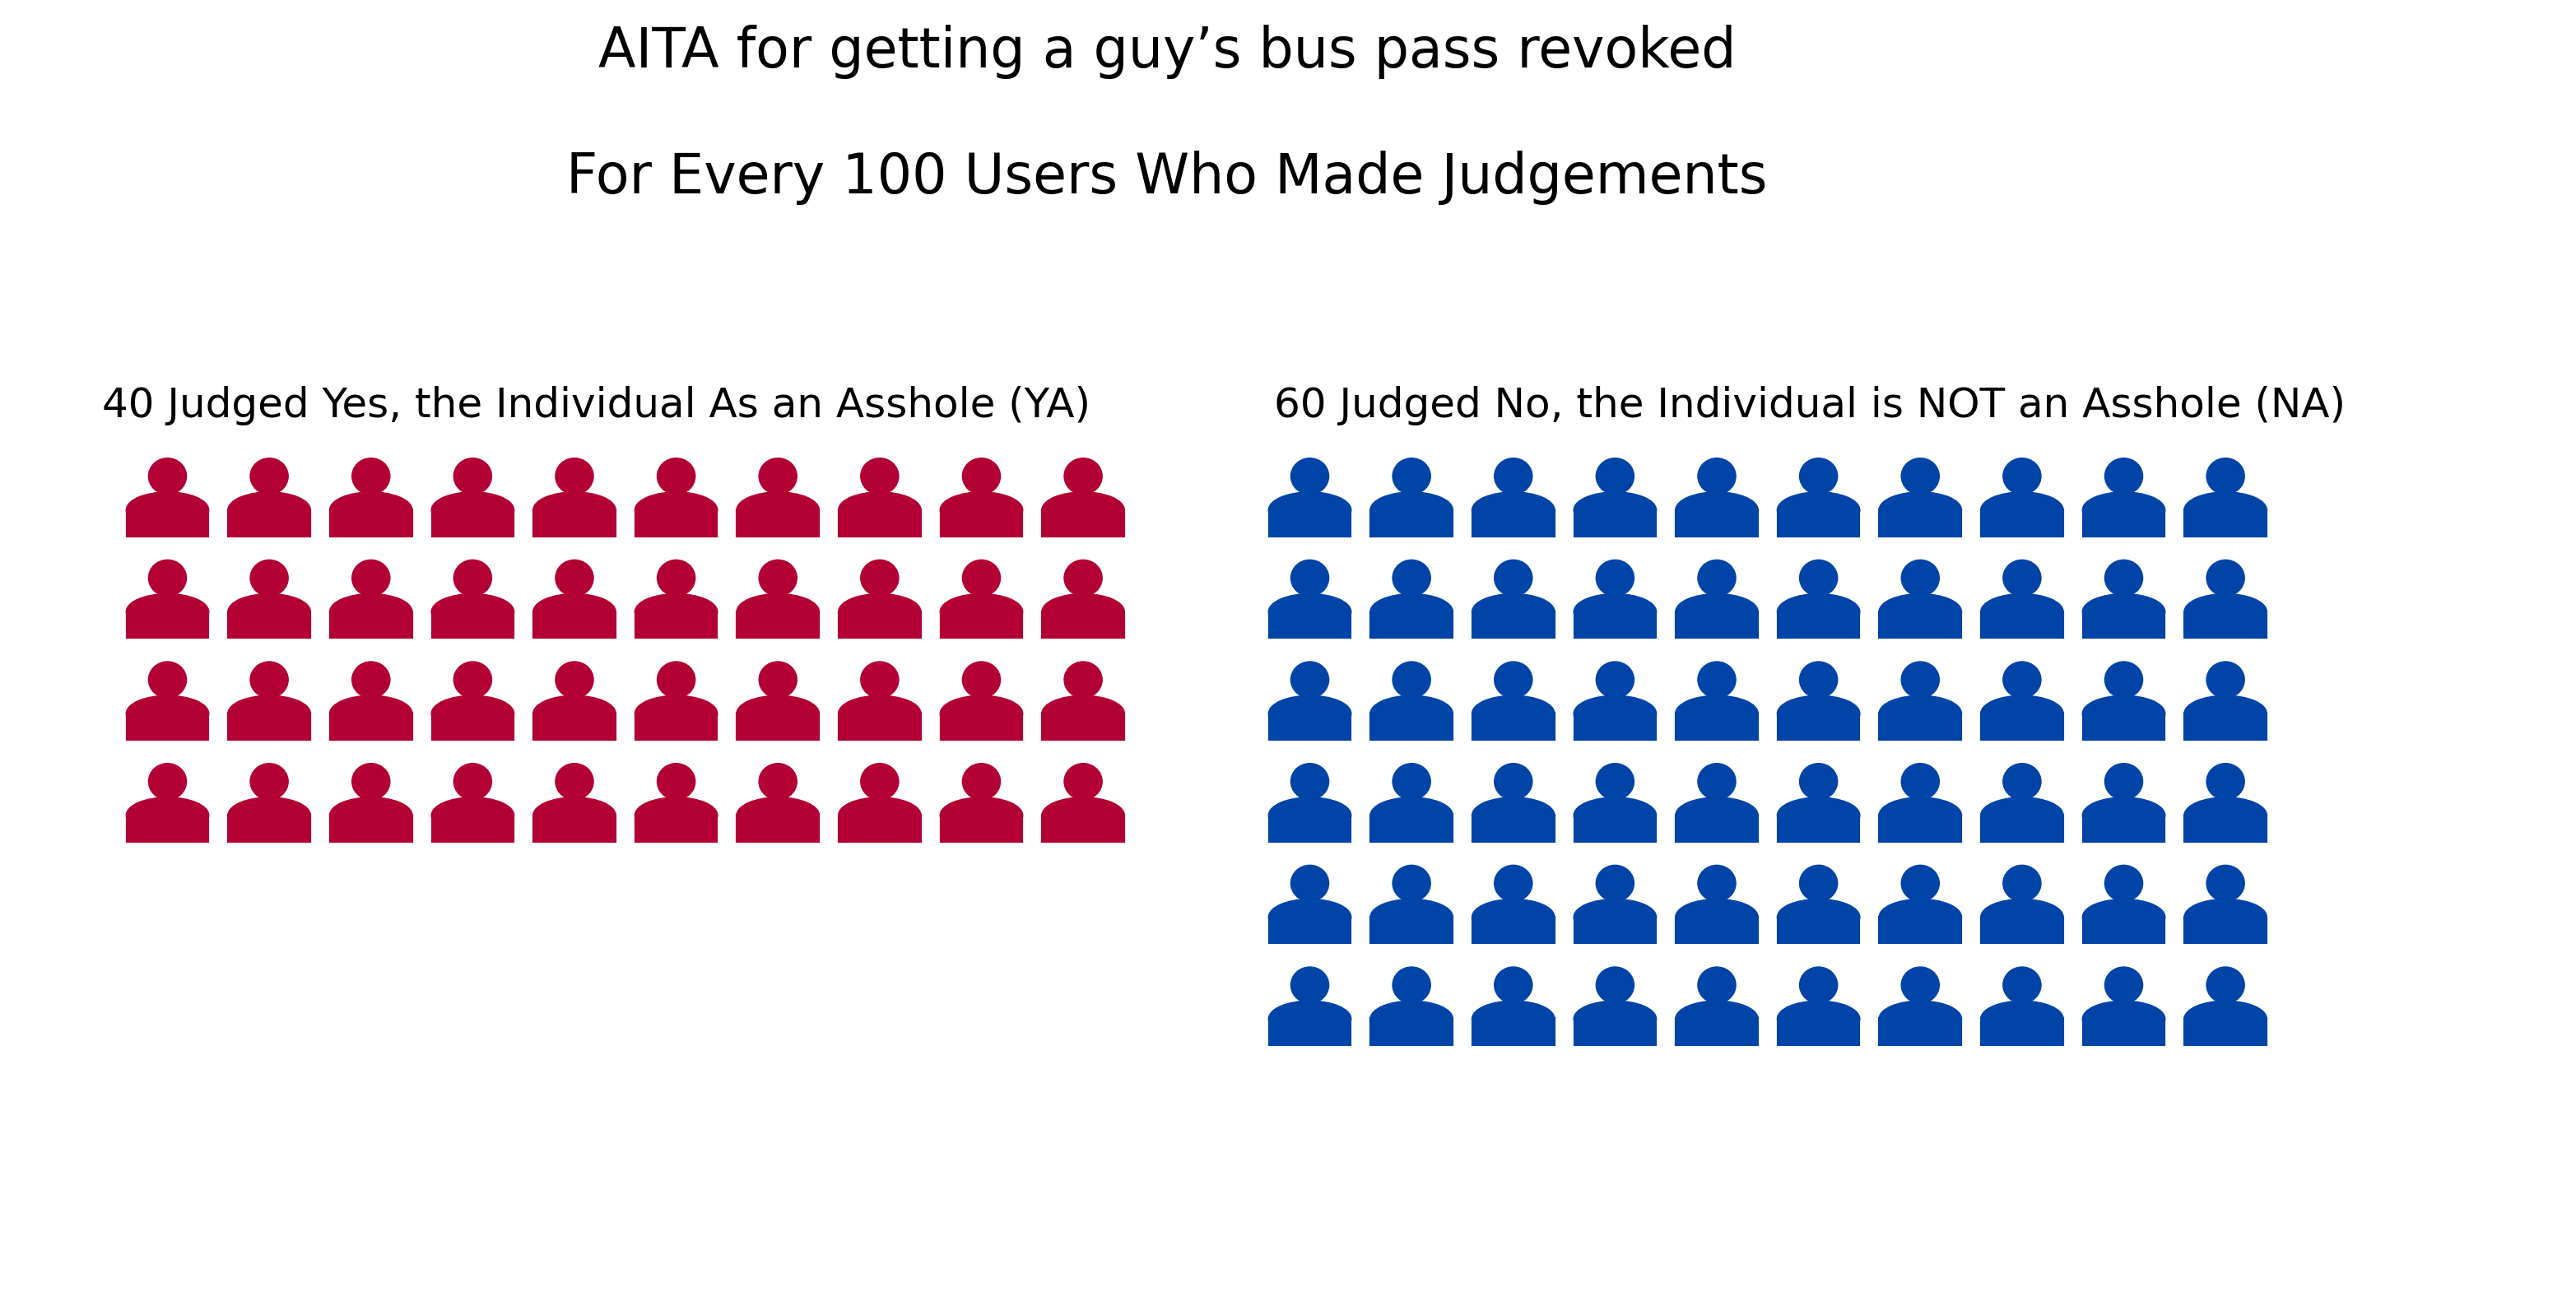 AITA for getting a guy’s bus pass revoked
For Every 100 Users Who Made Judgements
40 Judged Yes, the Individual As an Asshole (YA)
60 Judged No, the Individual is NOT an Asshole (NA)